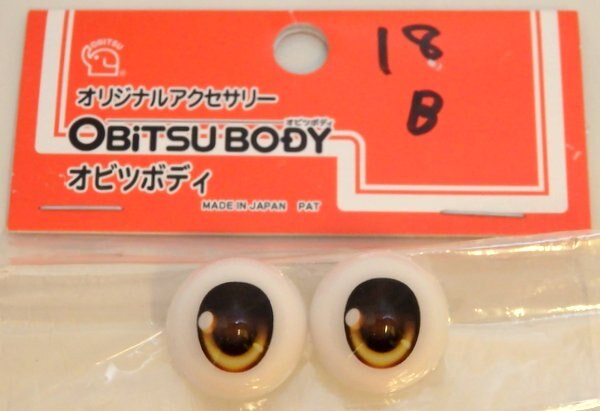 OBITSU
18
B
オリジナルアクセサリー
オビツボディ
OBiTSU BODY
オビツボディ
MADE IN JAPAN PAT